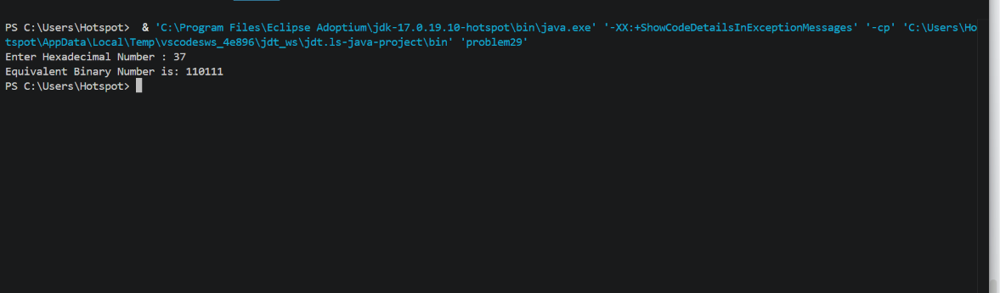 PS C:\Users\Hotspot>  & 'C:\Program Files\Eclipse Adoptium\jdk-17.0.19.10-hotspot\bin\java.exe' '-XX:+ShowCodeDetailsInExceptionMessages' '-cp' 'C:\Users\Ho
tspot\AppData\Local\Temp\vscodesws_4e896\jdt_ws\jdt.ls-java-project\bin' 'problem29'
Enter Hexadecimal Number : 37
Equivalent Binary Number is: 110111
PS C:\Users\Hotspot>